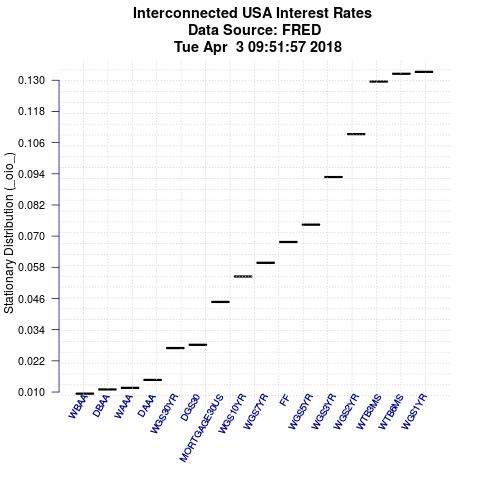 Interconnected USA Interest Rates
Data Source: FRED
Tue Apr  3 09:51:57 2018
Stationary Distribution (_oio_)
0.130
0.118
0.106
0.094
0.082
0.070
0.058
0.046
0.034
0.022
0.010
WBAA
DBAA
WAAA
DAAA
WGS30YR
DGS30
MORTGAGE30US
WGS10YR
WGS7YR
FF
WGS5YR
WGS3YR
WGS2YR
WTB3MS
WTB6MS
WGS1YR